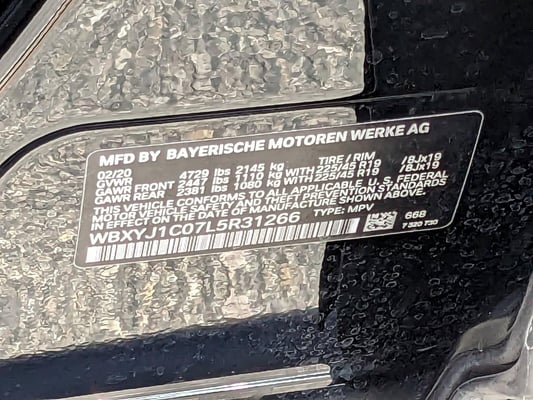 MFD BY BAYERISCHE MOTOREN WERKE AG
02/20 TIRE / RIM
GVWR 4729 lbs 2145 kg
GAWR FRONT 2447 lbs 1110 kg WITH 225/45 R19 /8Jx19
GAWR REAR 2381 lbs 1080 kg WITH 225/45 R19 /8Jx19
THIS VEHICLE CONFORMS TO ALL APPLICABLE U.S. FEDERAL
MOTOR VEHICLE SAFETY AND THEFT PREVENTION STANDARDS
IN EFFECT ON THE DATE OF MANUFACTURE SHOWN ABOVE.
WBXYJ1C07L5R31266 TYPE: MPV
668
7 320 730